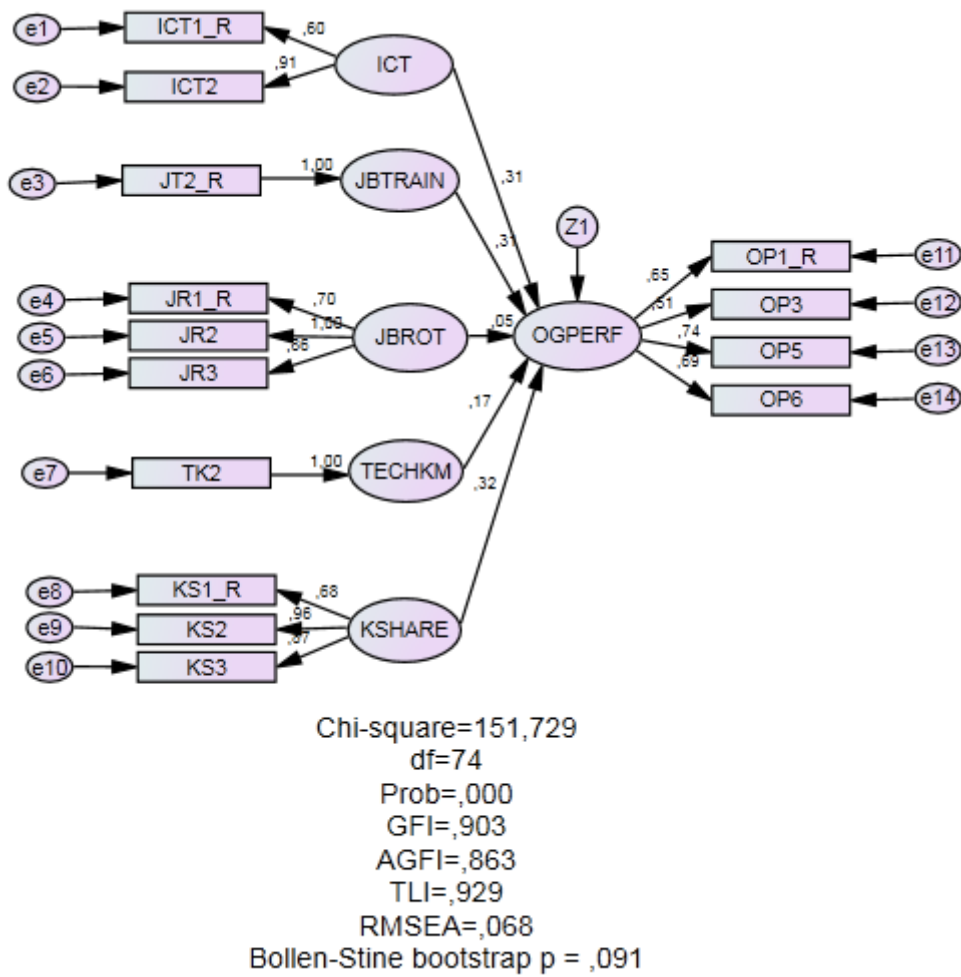 e1
ICT1_R
,60
e2
ICT2
,91
ICT
,31
e3
JT2_R
1,00
JBTRAIN
,31
Z1
e4
JR1_R
,70
e5
JR2
1,00
e6
JR3
JBROT
,05
OGPERF
,65
OP1_R
e11
OP3
e12
,74
OP5
e13
,69
OP6
e14
e7
TK2
1,00
TECHKM
,17
e8
KS1_R
,68
e9
KS2
,96
e10
KS3
KSHARE
,32
Chi-square=151,729
df=74
Prob=,000
GFI=,903
AGFI=,863
TLI=,929
RMSEA=,068
Bollen-Stine bootstrap p = ,091